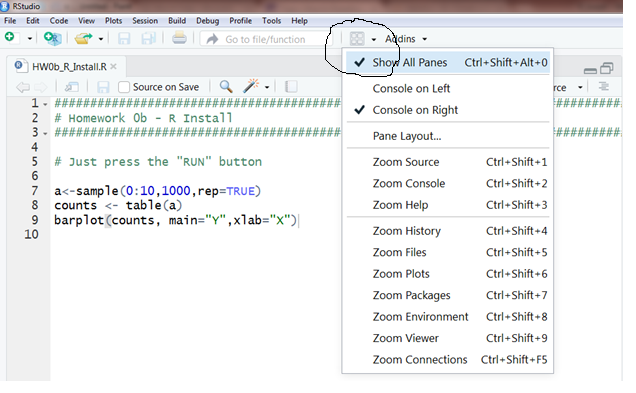 RStudio
File Edit Code View Plots Session Build Debug Profile Tools Help
Go to file/function Addins
HW0b_R_Install.R
Source on Save
1 ##########################################
2 # Homework 0b - R Install
3 ##########################################
4
5 # Just press the "RUN" button
6
7 a<-sample(0:10,1000,rep=TRUE)
8 counts <- table(a)
9 barplot(counts, main="Y",xlab="X")
10
Show All Panes Ctrl+Shift+Alt+0
Console on Left
Console on Right
Pane Layout...
Zoom Source Ctrl+Shift+1
Zoom Console Ctrl+Shift+2
Zoom Help Ctrl+Shift+3
Zoom History Ctrl+Shift+4
Zoom Files Ctrl+Shift+5
Zoom Plots Ctrl+Shift+6
Zoom Packages Ctrl+Shift+7
Zoom Environment Ctrl+Shift+8
Zoom Viewer Ctrl+Shift+9
Zoom Connections Ctrl+Shift+F5